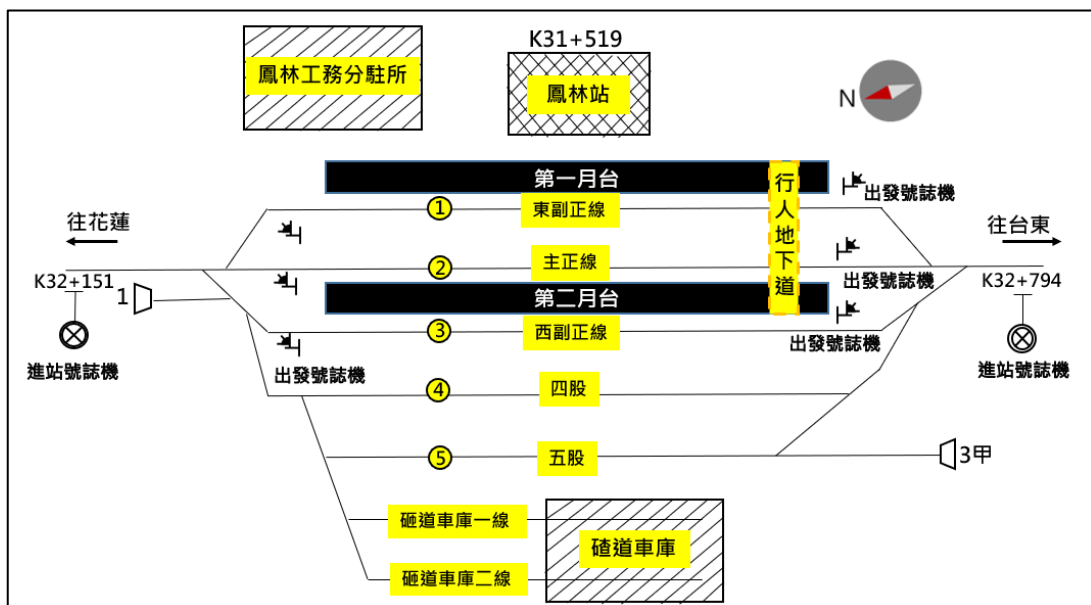 K31+519
鳳林工務分駐所
鳳林站
N
第一月台
行人地下道
出發號誌機
往花蓮
① 東副正線
往台東
② 主正線
出發號誌機
K32+151
K32+794
1
第二月台
③ 西副正線
出發號誌機
進站號誌機
出發號誌機
進站號誌機
④ 四股
⑤ 五股
3甲
砸道車庫一線
碴道車庫
砸道車庫二線